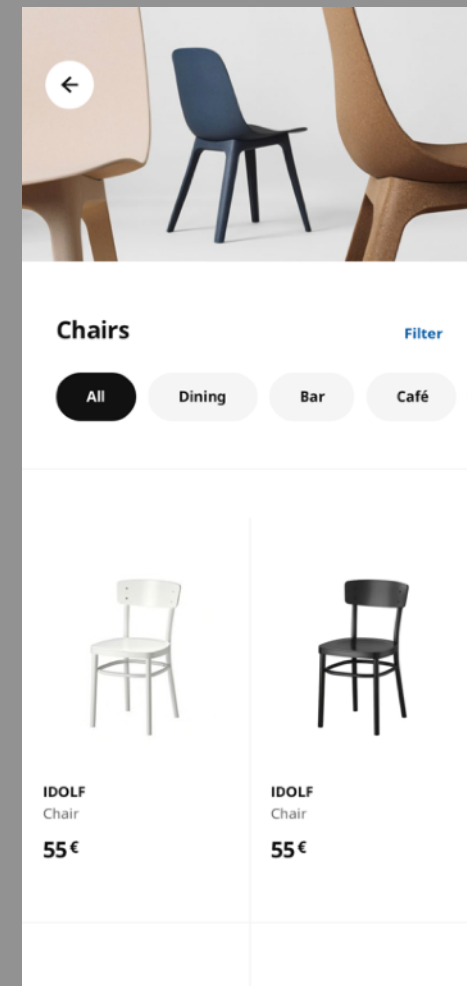 Chairs
Filter
All
Dining
Bar
Café
IDOLF
Chair
55€
IDOLF
Chair
55€